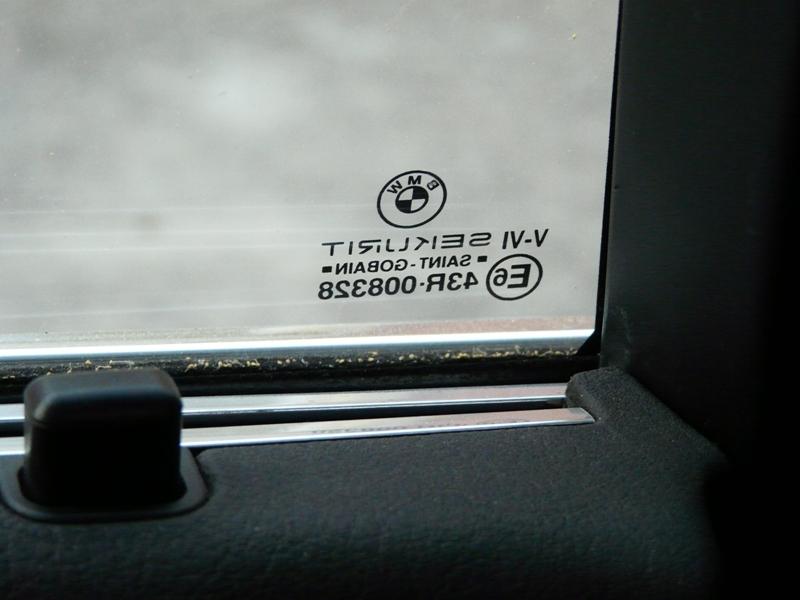 BMW
V-VI SEKURIT
SAINT-GOBAIN
E6 43R-008328